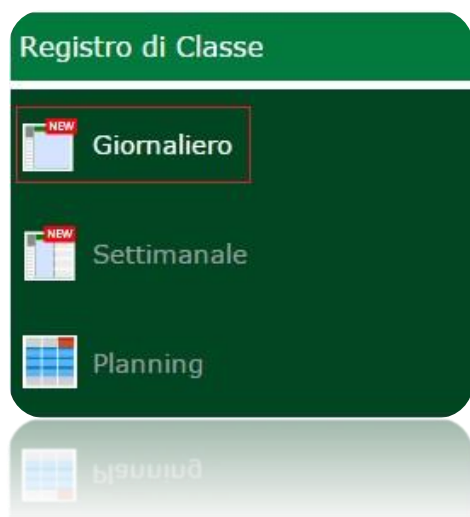 Registro di Classe
NEW
Giornaliero
NEW
Settimanale
Planning